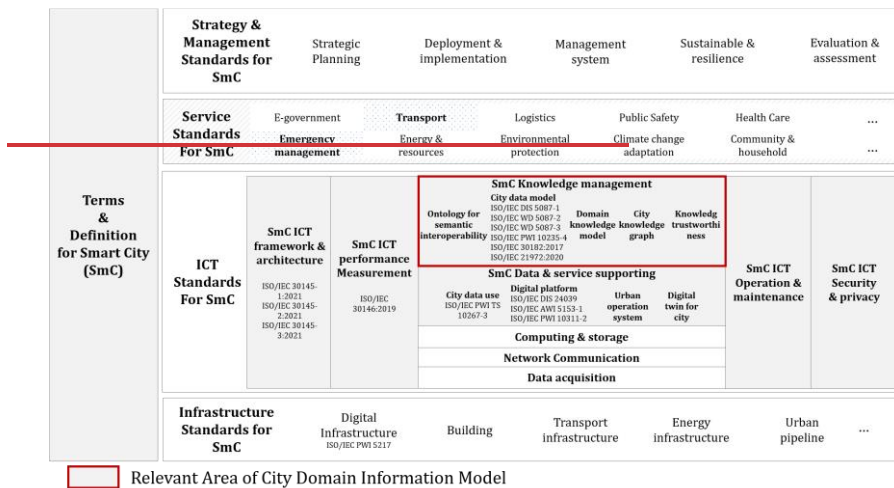 Terms
&
Definition
for Smart City
(SmC)
Strategy &
Management
Standards for
SmC
Strategic
Planning
Deployment &
implementation
Management
system
Sustainable &
resilience
Evaluation &
assessment
Service
Standards
For SmC
E-government
Transport
Logistics
Public Safety
Health Care
...
Emergency
management
Energy &
resources
Environmental
protection
Climate change
adaptation
Community &
household
...
ICT
Standards
For SmC
SmC ICT
framework &
architecture
ISO/IEC 30145-
1:2021
ISO/IEC 30145-
2:2021
ISO/IEC 30145-
3:2021
SmC ICT
performance
Measurement
ISO/IEC
30146:2019
SmC Knowledge management
Ontology for
semantic
interoperability
City data model
ISO/IEC DIS 5087-1
ISO/IEC WD 5087-2
ISO/IEC WD 5087-3
ISO/IEC PWI 10235-4
ISO/IEC 30182:2017
ISO/IEC 21972:2020
Domain
knowledge
model
City
knowledge
graph
Knowledg
trustworthi
ness
SmC Data & service supporting
City data use
ISO/IEC PWI TS
10267-3
Digital platform
ISO/IEC DIS 24039
ISO/IEC AWI 5153-1
ISO/IEC PWI 10311-2
Urban
operation
system
Digital
twin for
city
Computing & storage
Network Communication
Data acquisition
SmC ICT
Operation &
maintenance
SmC ICT
Security
& privacy
Infrastructure
Standards for
SmC
Digital
Infrastructure
ISO/IEC PWI 5217
Building
Transport
infrastructure
Energy
infrastructure
Urban
pipeline
...
Relevant Area of City Domain Information Model